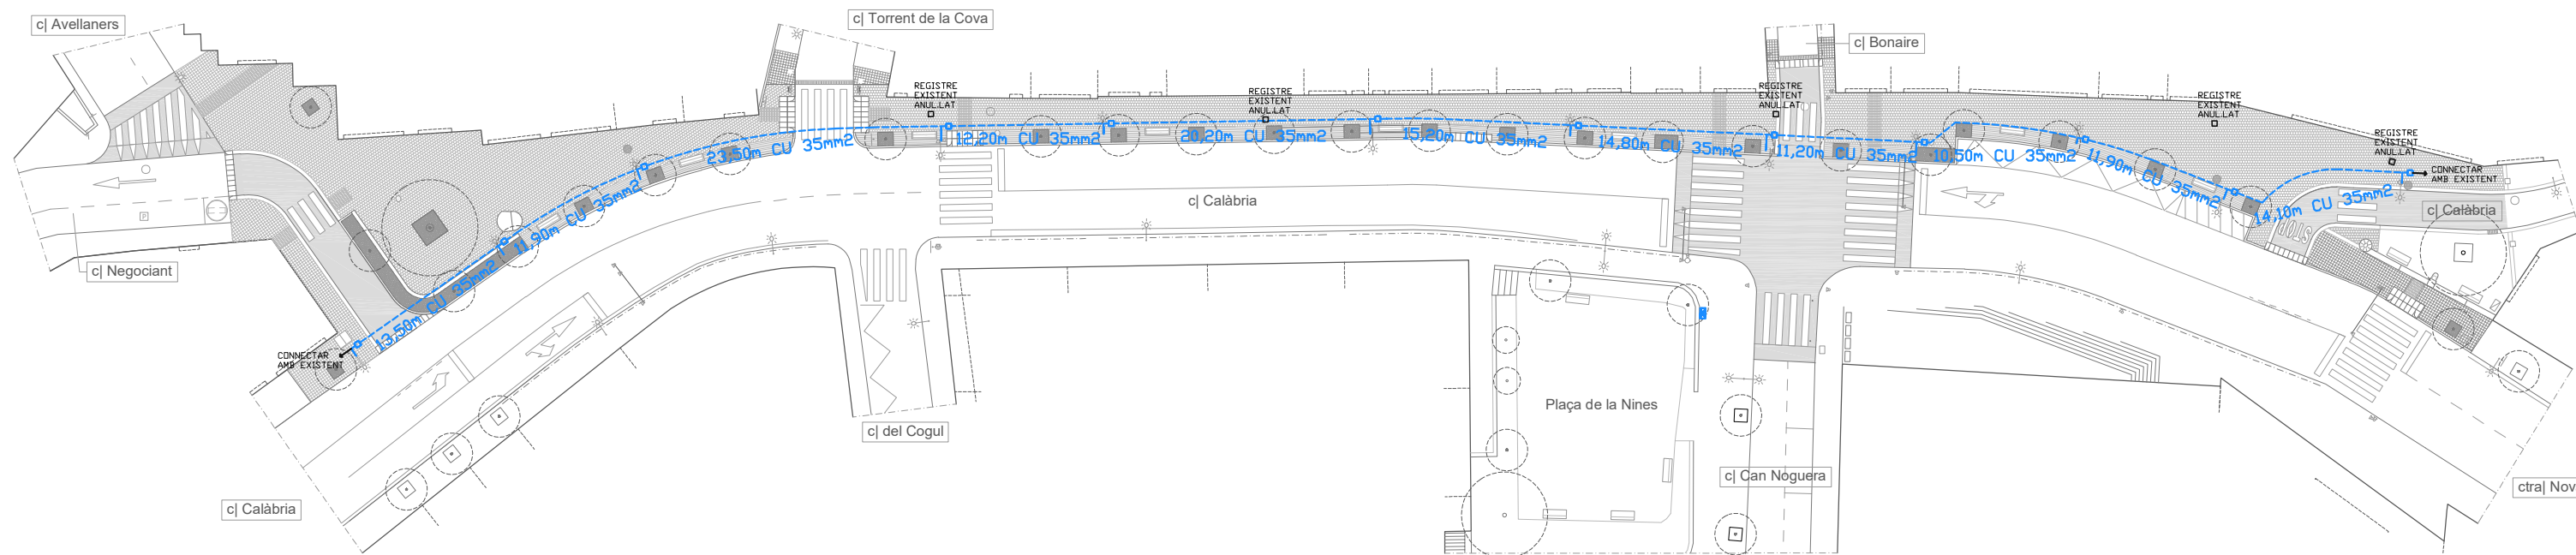 c| Avellaners
c| Torrent de la Cova
c| Bonaire
REGISTRE
EXISTENT
ANUL.LAT
REGISTRE
EXISTENT
ANUL.LAT
REGISTRE
EXISTENT
ANUL.LAT
REGISTRE
EXISTENT
ANUL.LAT
REGISTRE
EXISTENT
ANUL.LAT
CONNECTAR
AMB EXISTENT
13,50m CU 35mm2
11,90m CU 35mm2
23,50m CU 35mm2
12,20m CU 35mm2
20,20m CU 35mm2
15,20m CU 35mm2
14,80m CU 35mm2
11,20m CU 35mm2
10,50m CU 35mm2
11,90m CU 35mm2
14,10m CU 35mm2
c| Calàbria
c| Calàbria
STOP
P
c| Negociant
CONNECTAR
AMB EXISTENT
Plaça de la Nines
c| del Cogul
c| Can Noguera
c| Calàbria
ctra| Nov